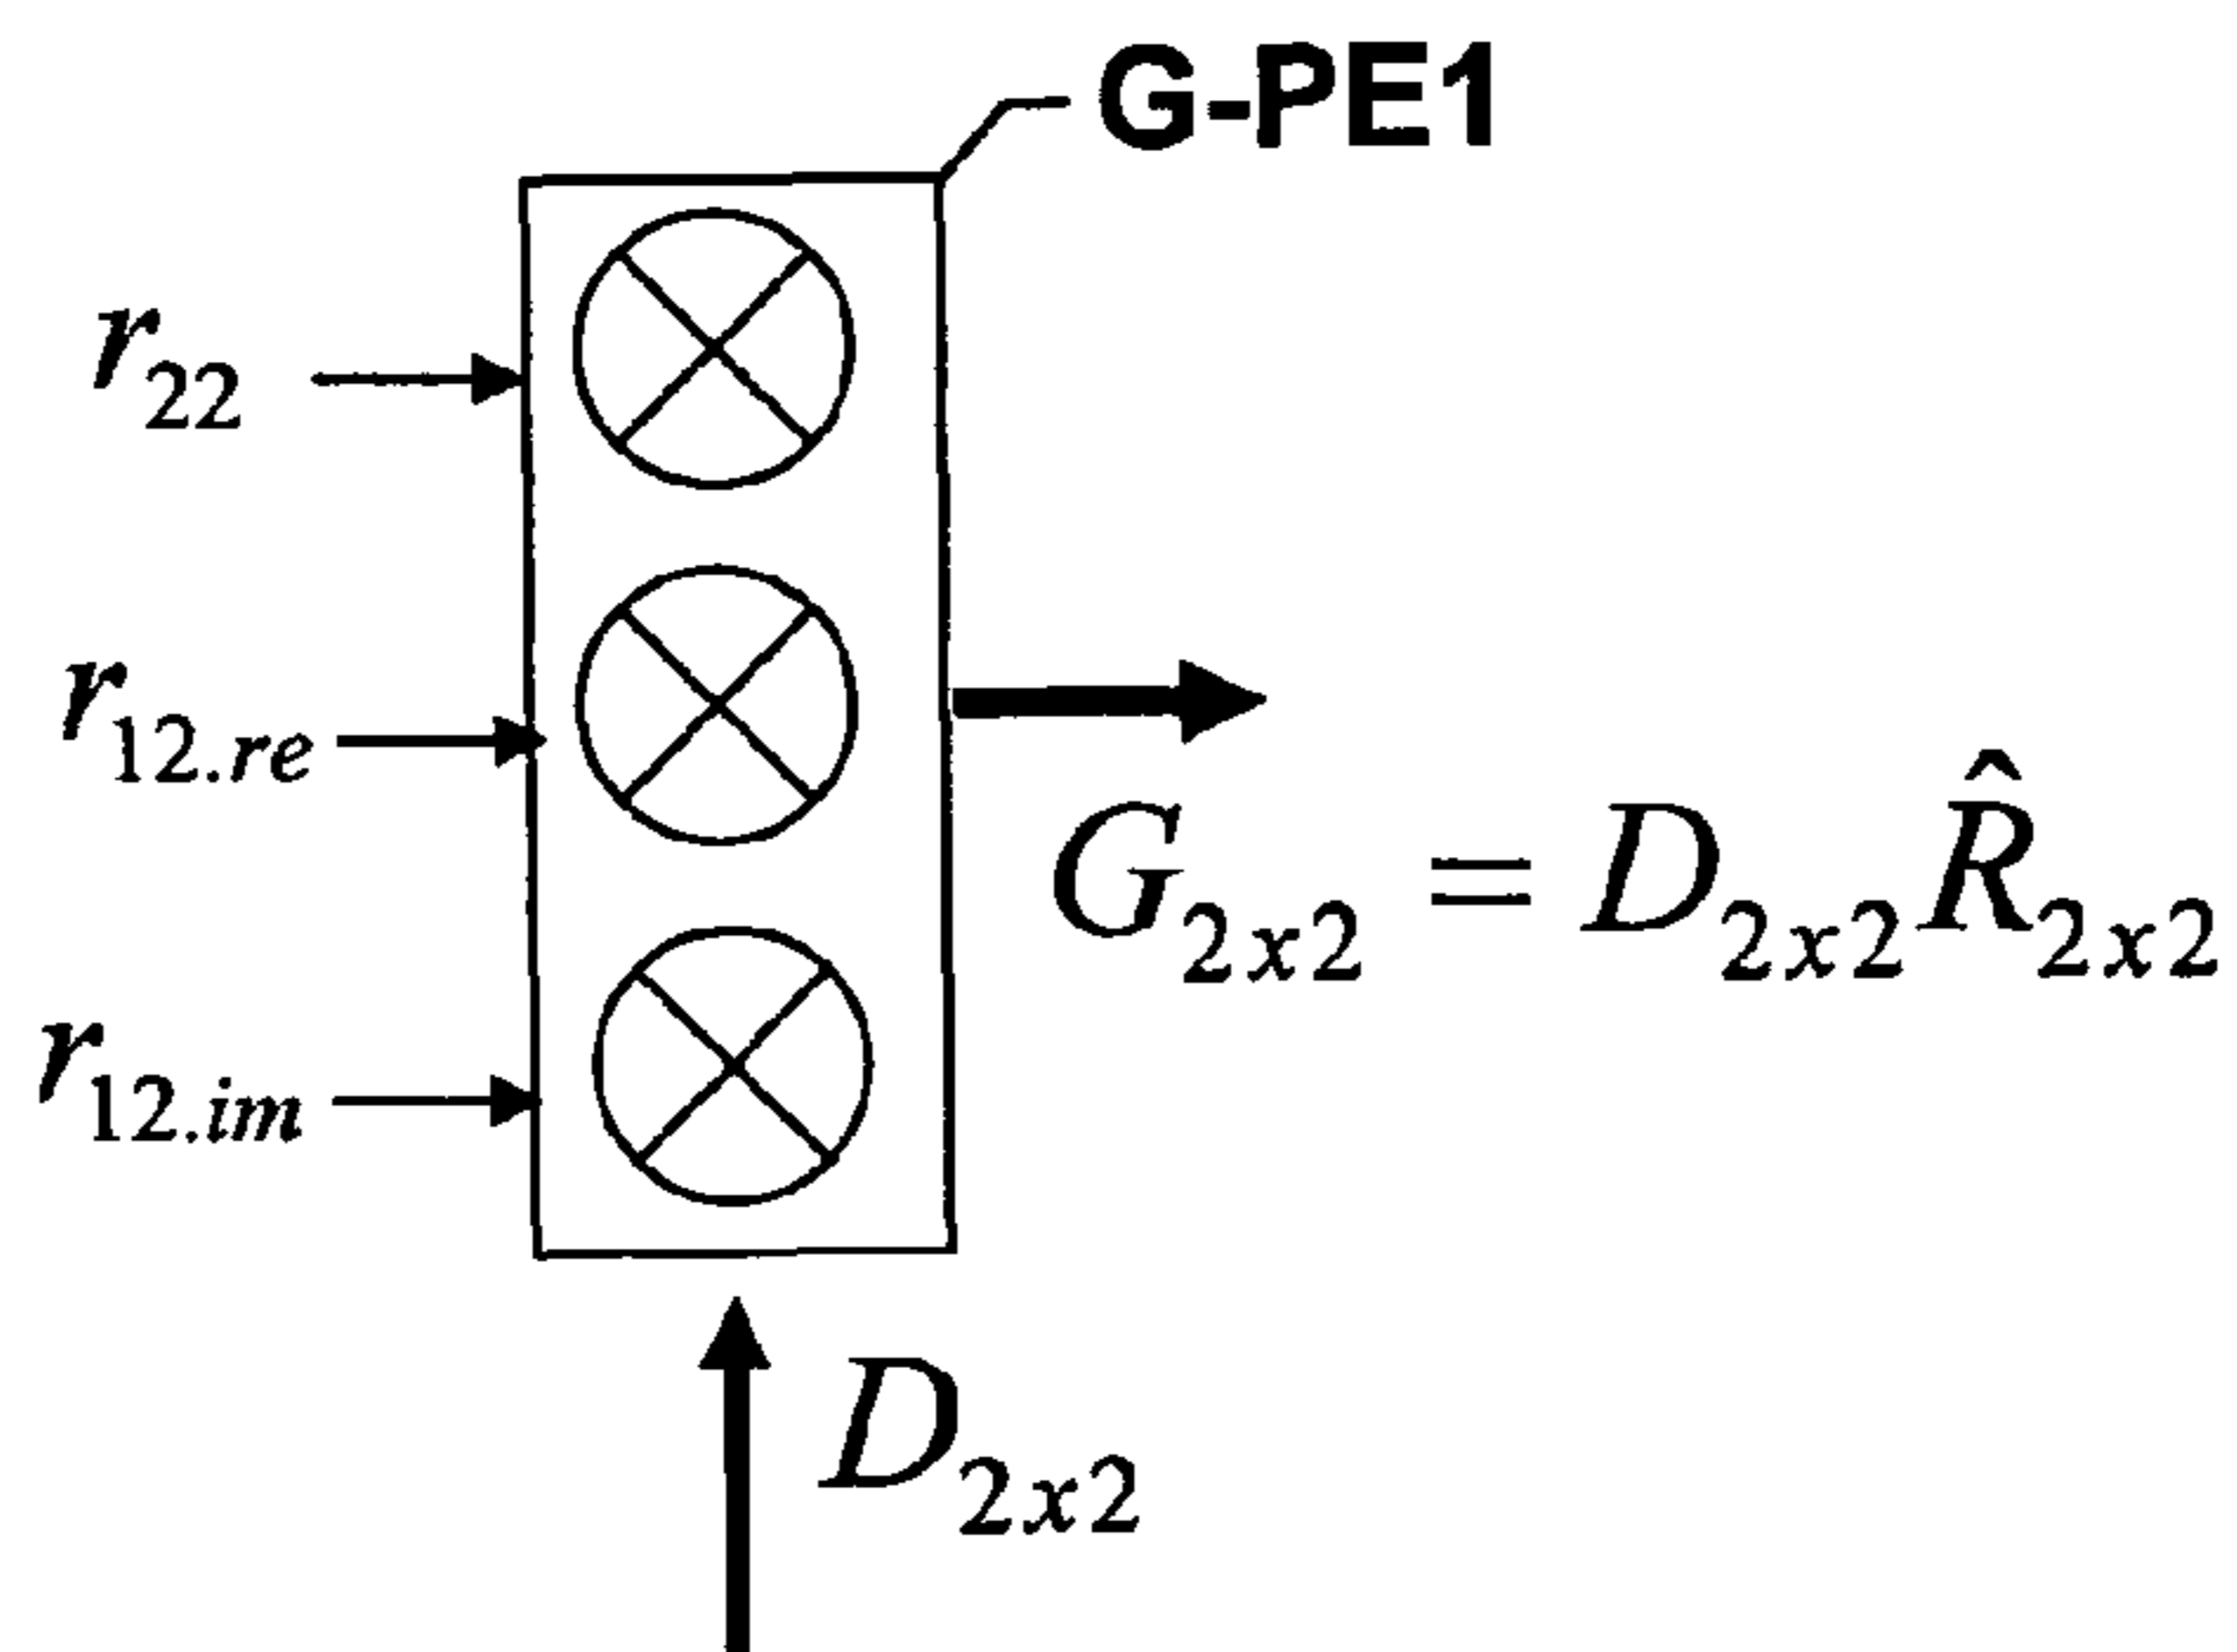 G-PE1
r₂₂
r₁₂.re
r₁₂.im
G₂ₓ₂ = D₂ₓ₂R̂₂ₓ₂
D₂ₓ₂